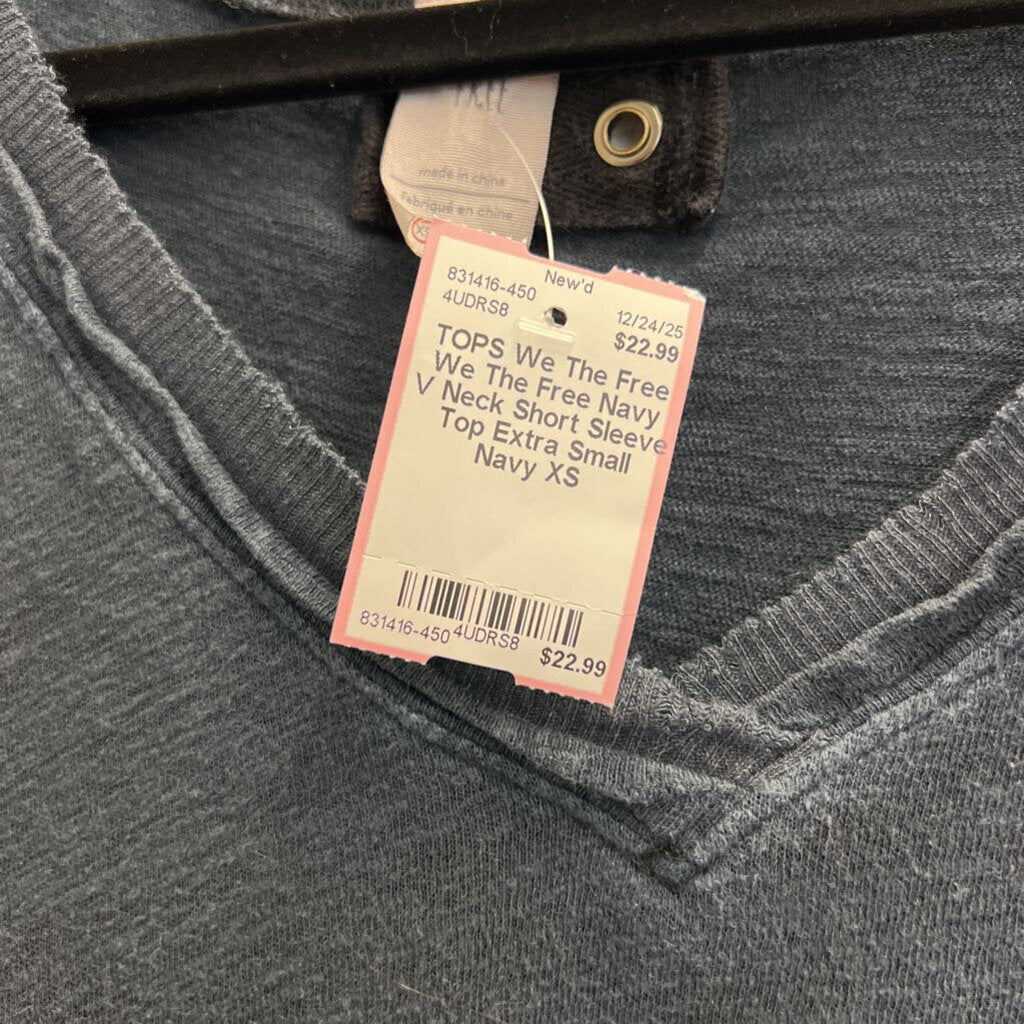 FREE
made in china
fabriqué en chine
XS
New'd
831416-450
4UDRS8
12/24/25
$22.99
TOPS We The Free
We The Free Navy
V Neck Short Sleeve
Top Extra Small
Navy XS
831416-450 4UDRS8 $22.99